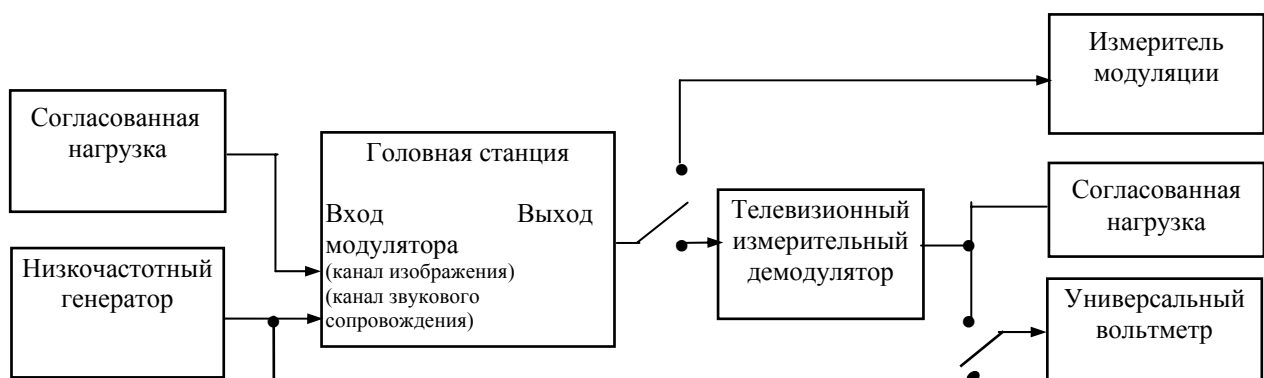 Согласованная
нагрузка
Низкочастотный
генератор
Головная станция
Вход Выход
модулятора
(канал изображения)
(канал звукового
сопровождения)
Телевизионный
измерительный
демодулятор
Измеритель
модуляции
Согласованная
нагрузка
Универсальный
вольтметр